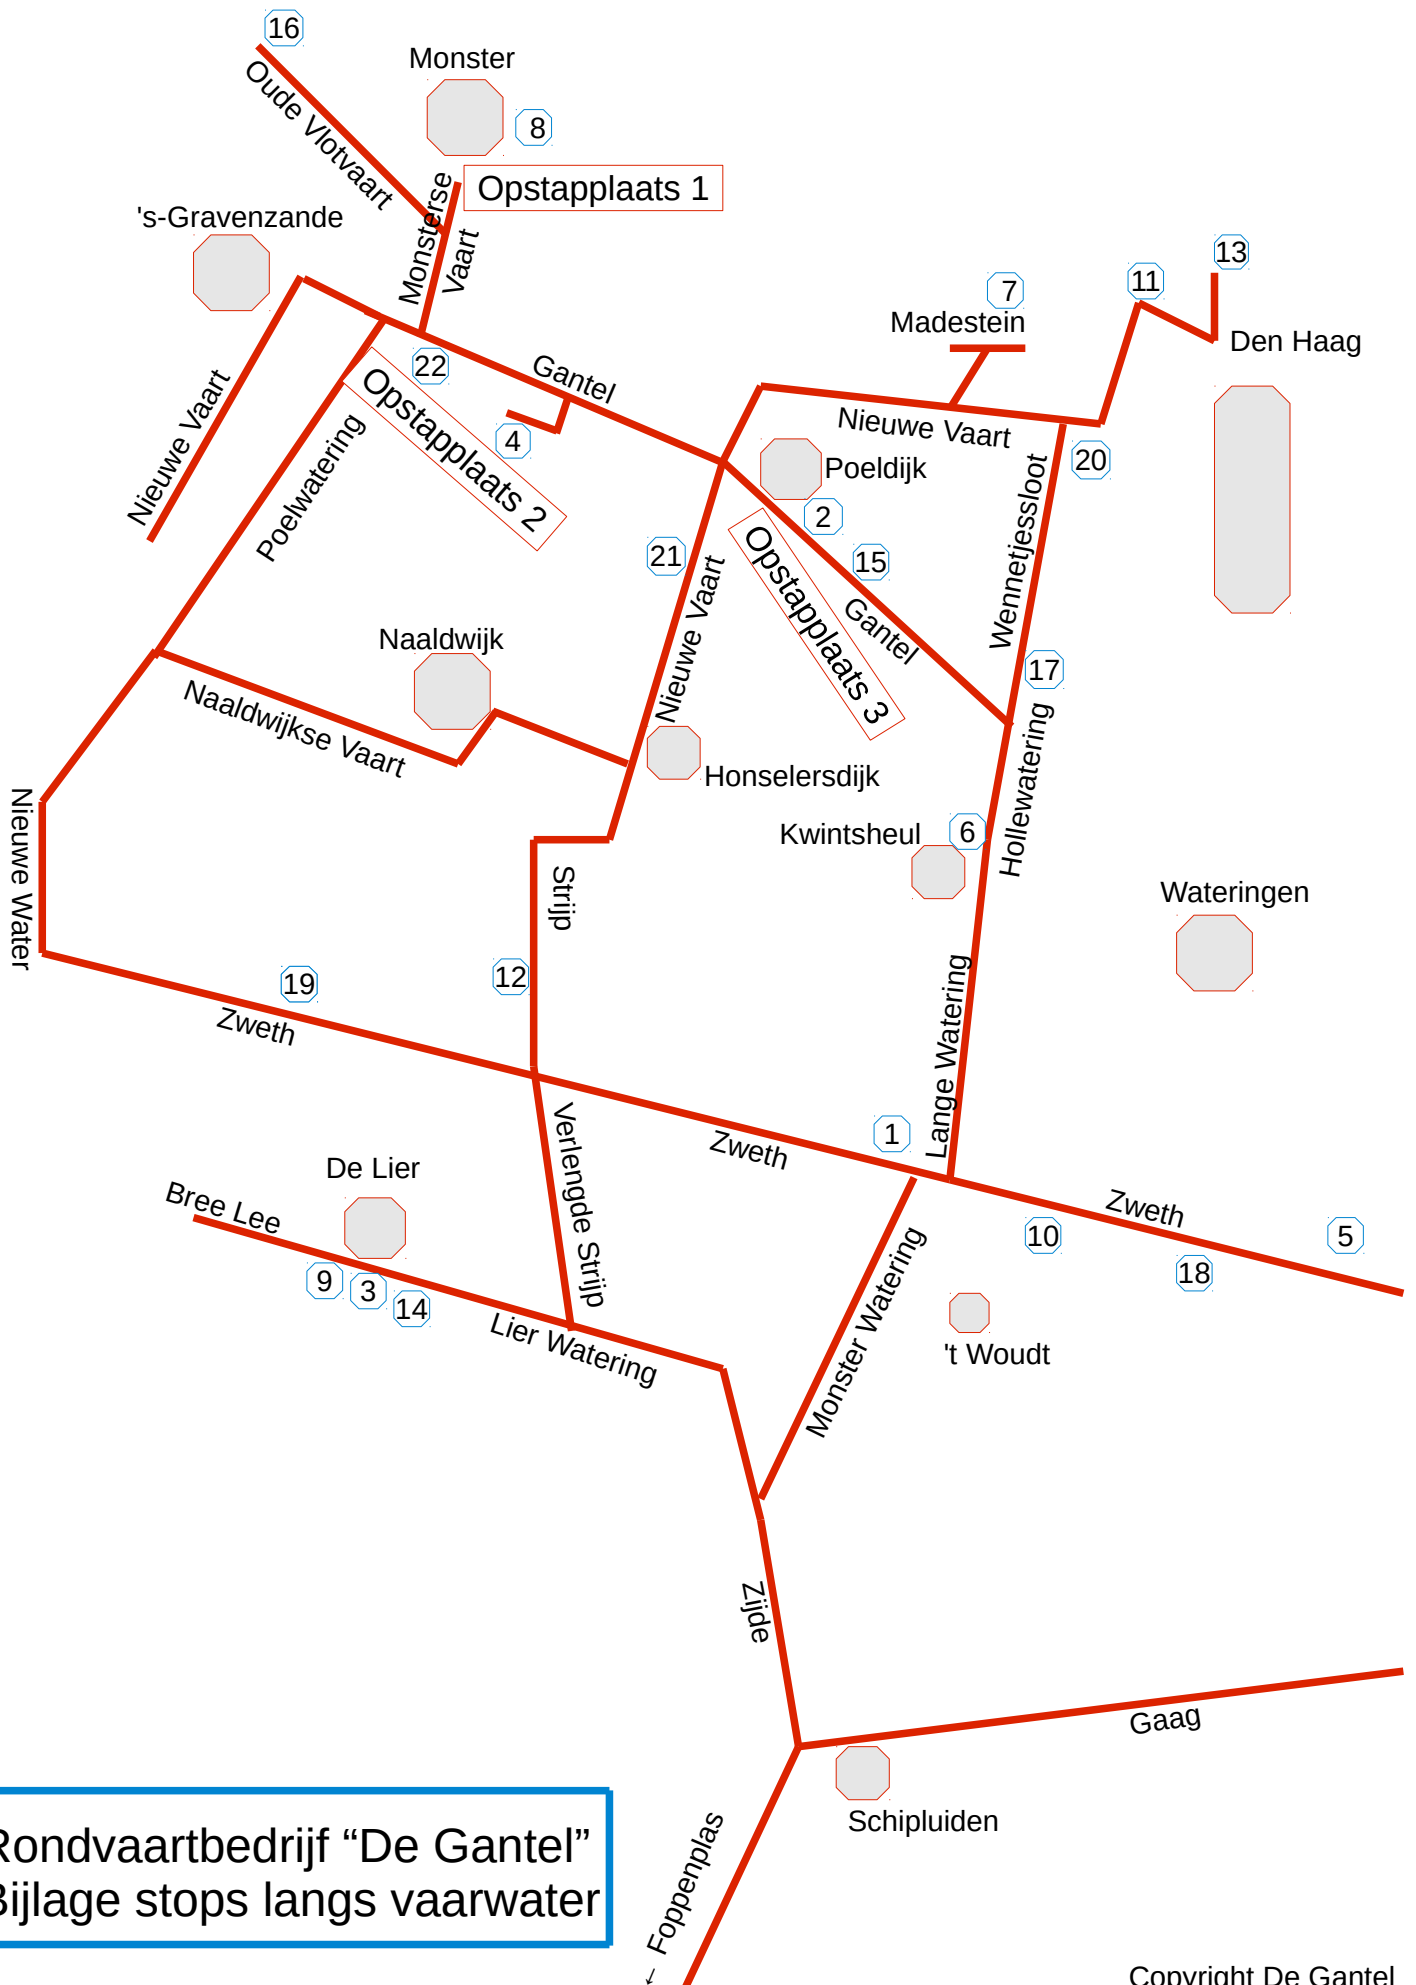 16
Monster
8
Oude Vlotvaart
Opstapplaats 1
Monsterse
Vaart
's-Gravenzande
13
11
7
Madestein
Den Haag
22
Gantel
Nieuwe Vaart
Opstapplaats 2
4
Poelwatering
Nieuwe Vaart
Poeldijk
20
2
Wennetjessloot
21
15
Nieuwe Vaart
Opstapplaats 3
Gantel
Naaldwijk
17
Naaldwijkse Vaart
Honselersdijk
Hollewatering
Kwintsheul
6
Nieuwe Water
Strijp
Wateringen
12
19
Zweth
Lange Watering
1
Zweth
Verlengde Strijp
De Lier
Bree Lee
Zweth
10
5
18
9
3
14
Lier Watering
Monster Watering
't Woudt
Zijde
Gaag
Schipluiden
← Foppenplas
Rondvaartbedrijf “De Gantel”
Bijlage stops langs vaarwater
Copyright De Gantel